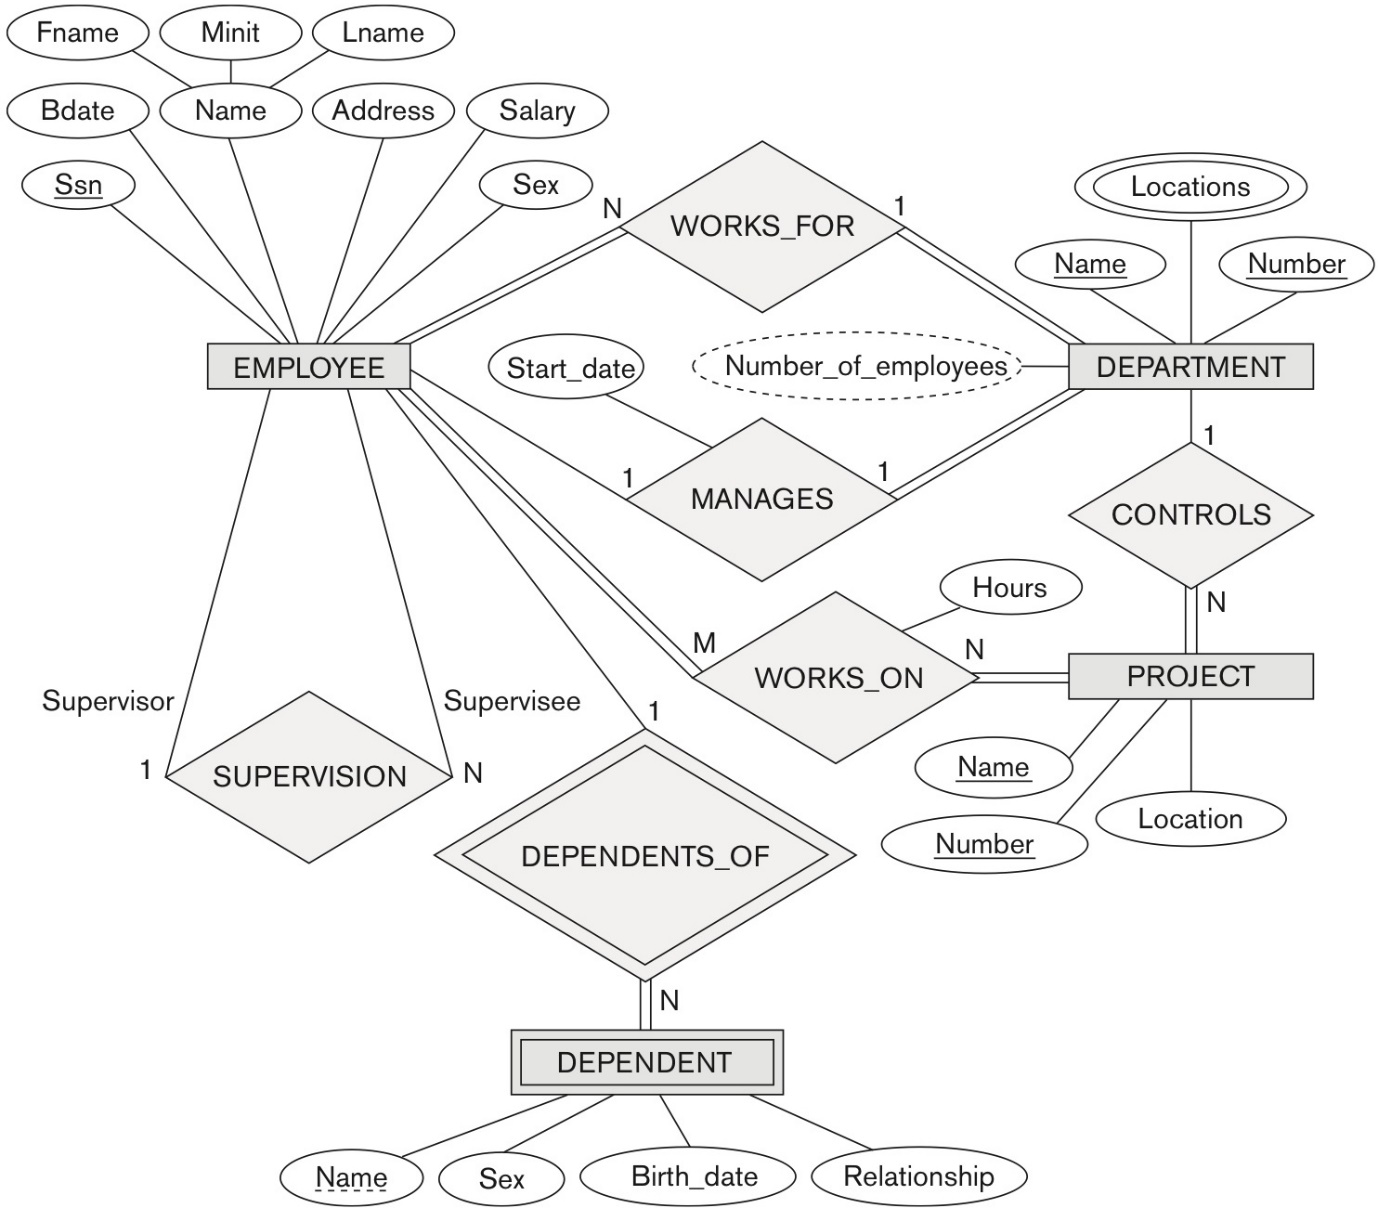 Fname
Minit
Lname
Bdate
Name
Address
Salary
Ssn
Sex
N
WORKS_FOR
1
Locations
Name
Number
EMPLOYEE
Start_date
Number_of_employees
DEPARTMENT
1
MANAGES
1
1
CONTROLS
N
Hours
M
WORKS_ON
N
PROJECT
Supervisor
Supervisee
1
SUPERVISION
N
1
Name
Number
Location
DEPENDENTS_OF
N
DEPENDENT
Name
Sex
Birth_date
Relationship